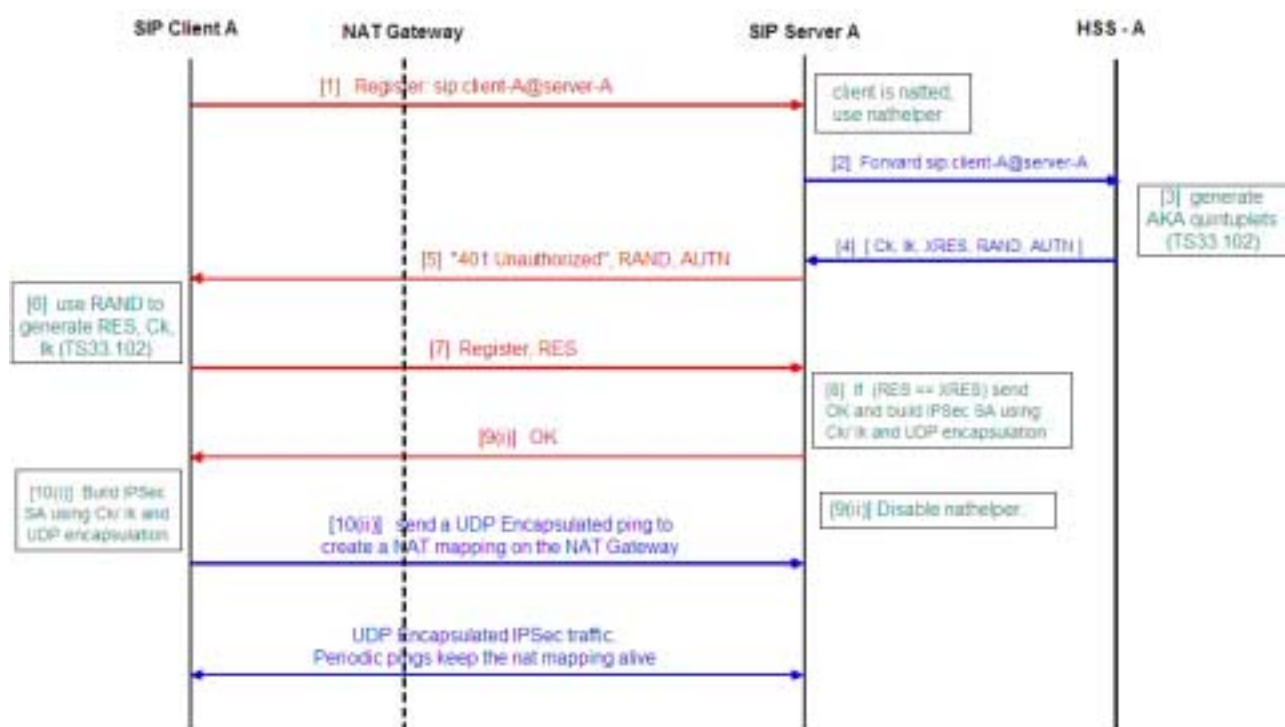 SIP Client A
NAT Gateway
SIP Server A
HSS - A
[1] Register: sip:client-A@server-A
client is natted,
use nathelper
[2] Forward sip:client-A@server-A
[3] generate
AKA quintuplets
(TS33.102)
[4] [ Ck, Ik, XRES, RAND, AUTN ]
[5] "401 Unauthorized", RAND, AUTN
[6] use RAND to
generate RES, Ck,
Ik (TS33.102)
[7] Register, RES
[8] If (RES == XRES) send
OK and build IPSec SA using
Ck/ Ik and UDP encapsulation
[9(i)] OK
[10(i)] Build IPSec
SA using Ck/ Ik and
UDP encapsulation
[9(ii)] Disable nathelper.
[10(ii)] send a UDP Encapsulated ping to
create a NAT mapping on the NAT Gateway
UDP Encapsulated IPSec traffic.
Periodic pings keep the nat mapping alive